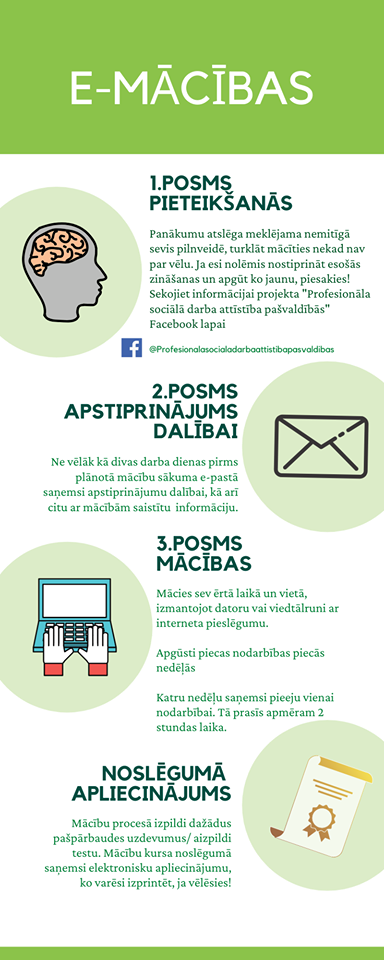 E-MĀCĪBAS
1.POSMS
PIETEIKŠANĀS
Panākumu atslēga meklējama nemitīgā
sevis pilnveidē, turklāt mācīties nekad nav
par vēlu. Ja esi nolēmis nostiprināt esošās
zināšanas un apgūt ko jaunu, piesakies!
Sekojiet informācijai projekta "Profesionāla
sociālā darba attīstība pašvaldībās"
Facebook lapai
@Profesionalasocialadarbaattistibapasvaldibas
2.POSMS
APSTIPRINĀJUMS
DALĪBAI
Ne vēlāk kā divas darba dienas pirms
plānotā mācību sākuma e-pastā
saņemsi apstiprinājumu dalībai, kā arī
citu ar mācībām saistītu informāciju.
3.POSMS
MĀCĪBAS
Mācies sev ērtā laikā un vietā,
izmantojot datoru vai viedtālruni ar
interneta pieslēgumu.
Apgūsti piecas nodarbības piecās
nedēļās
Katru nedēļu saņemsi pieeju vienai
nodarbībai. Tā prasīs apmēram 2
stundas laika.
NOSLĒGUMĀ
APLIECINĀJUMS
Mācību procesā izpildi dažādus
pašpārbaudes uzdevumus/ aizpildi
testu. Mācību kursa noslēgumā
saņemsi elektronisku apliecinājumu,
ko varēsi izprintēt, ja vēlēsies!